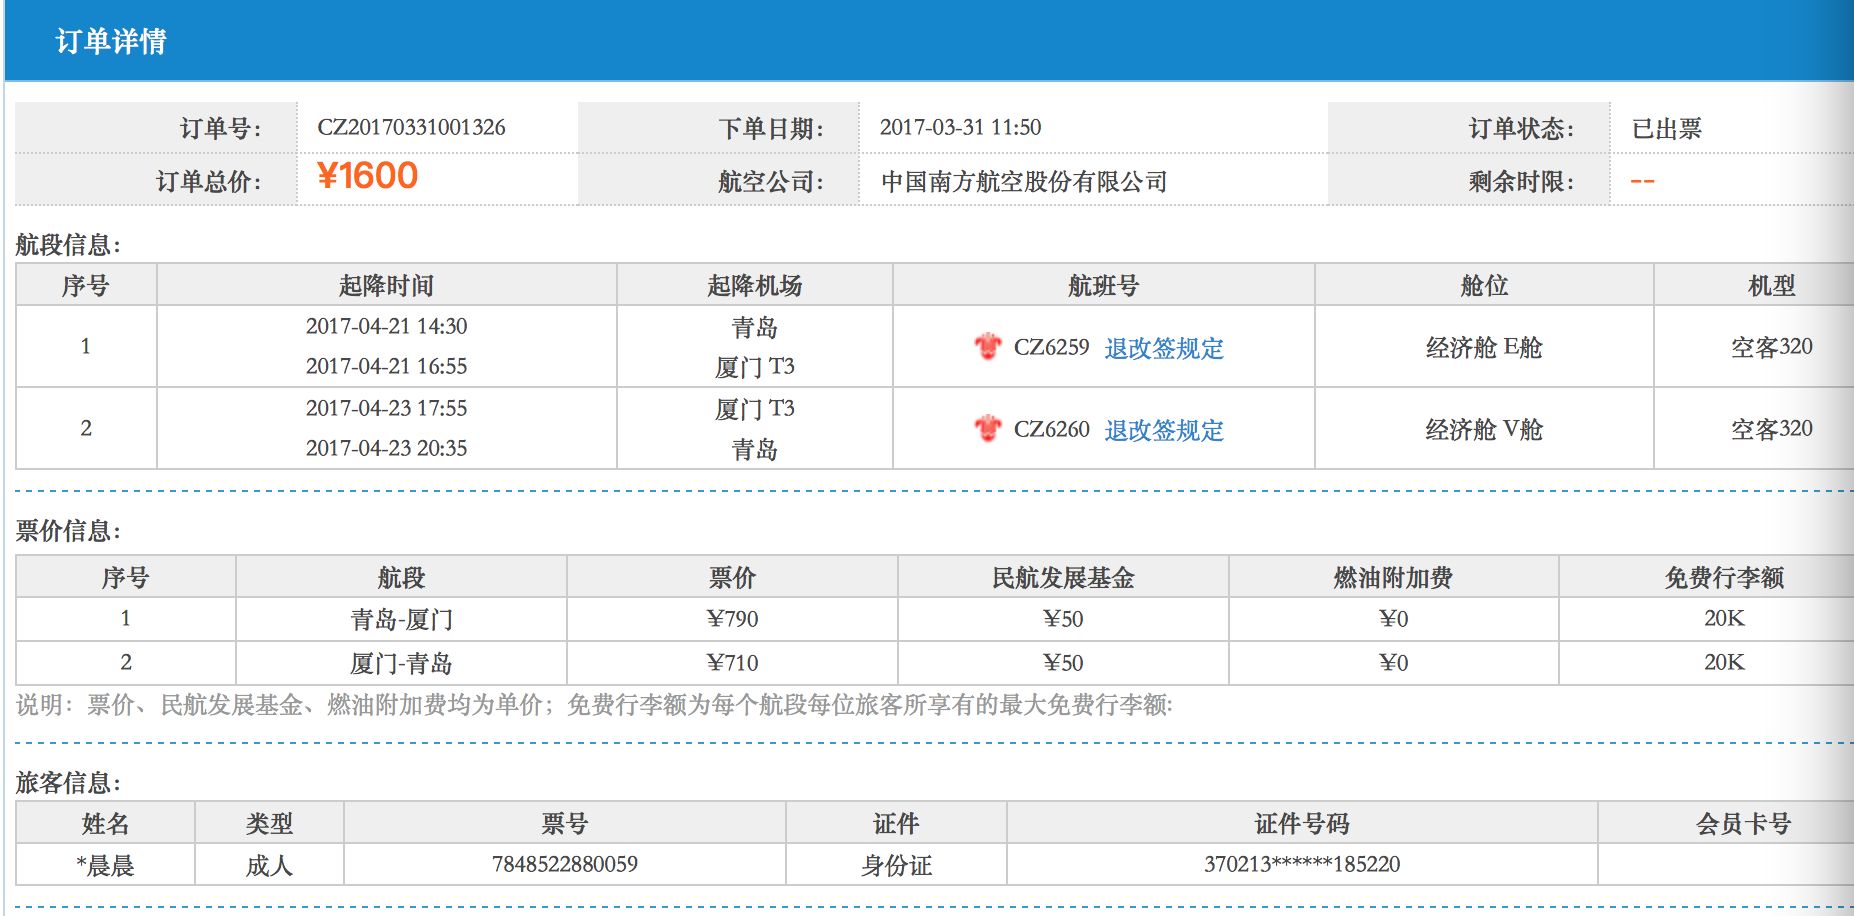 订单详情
订单号： CZ20170331001326 下单日期： 2017-03-31 11:50 订单状态： 已出票
订单总价： ¥1600 航空公司： 中国南方航空股份有限公司 剩余时限： --
航段信息：
序号 起降时间 起降机场 航班号 舱位 机型
1 2017-04-21 14:30 青岛 CZ6259 退改签规定 经济舱 E舱 空客320
2017-04-21 16:55 厦门 T3
2 2017-04-23 17:55 厦门 T3 CZ6260 退改签规定 经济舱 V舱 空客320
2017-04-23 20:35 青岛
票价信息：
序号 航段 票价 民航发展基金 燃油附加费 免费行李额
1 青岛-厦门 ¥790 ¥50 ¥0 20K
2 厦门-青岛 ¥710 ¥50 ¥0 20K
说明：票价、民航发展基金、燃油附加费均为单价；免费行李额为每个航段每位旅客所享有的最大免费行李额:
旅客信息：
姓名 类型 票号 证件 证件号码 会员卡号
*晨晨 成人 7848522880059 身份证 370213******185220